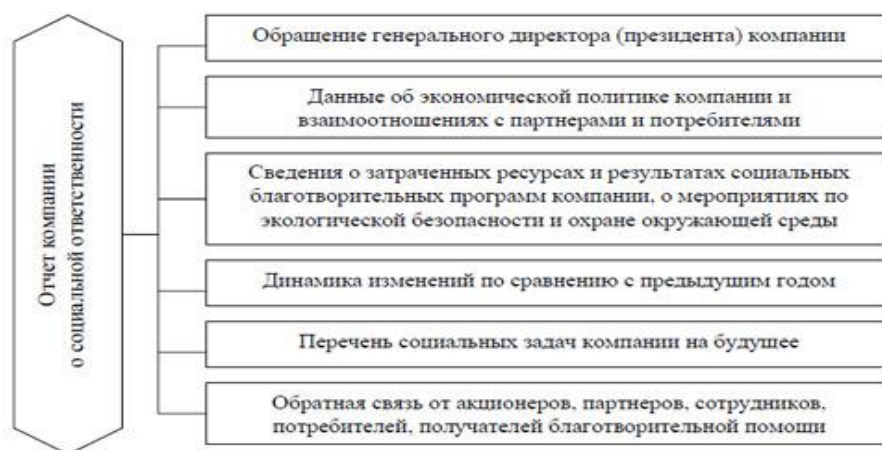 Отчет компании
о социальной ответственности
Обращение генерального директора (президента) компании
Данные об экономической политике компании и
взаимоотношениях с партнерами и потребителями
Сведения о затраченных ресурсах и результатах социальных
благотворительных программ компании, о мероприятиях по
экологической безопасности и охране окружающей среды
Динамика изменений по сравнению с предыдущим годом
Перечень социальных задач компании на будущее
Обратная связь от акционеров, партнеров, сотрудников,
потребителей, получателей благотворительной помощи